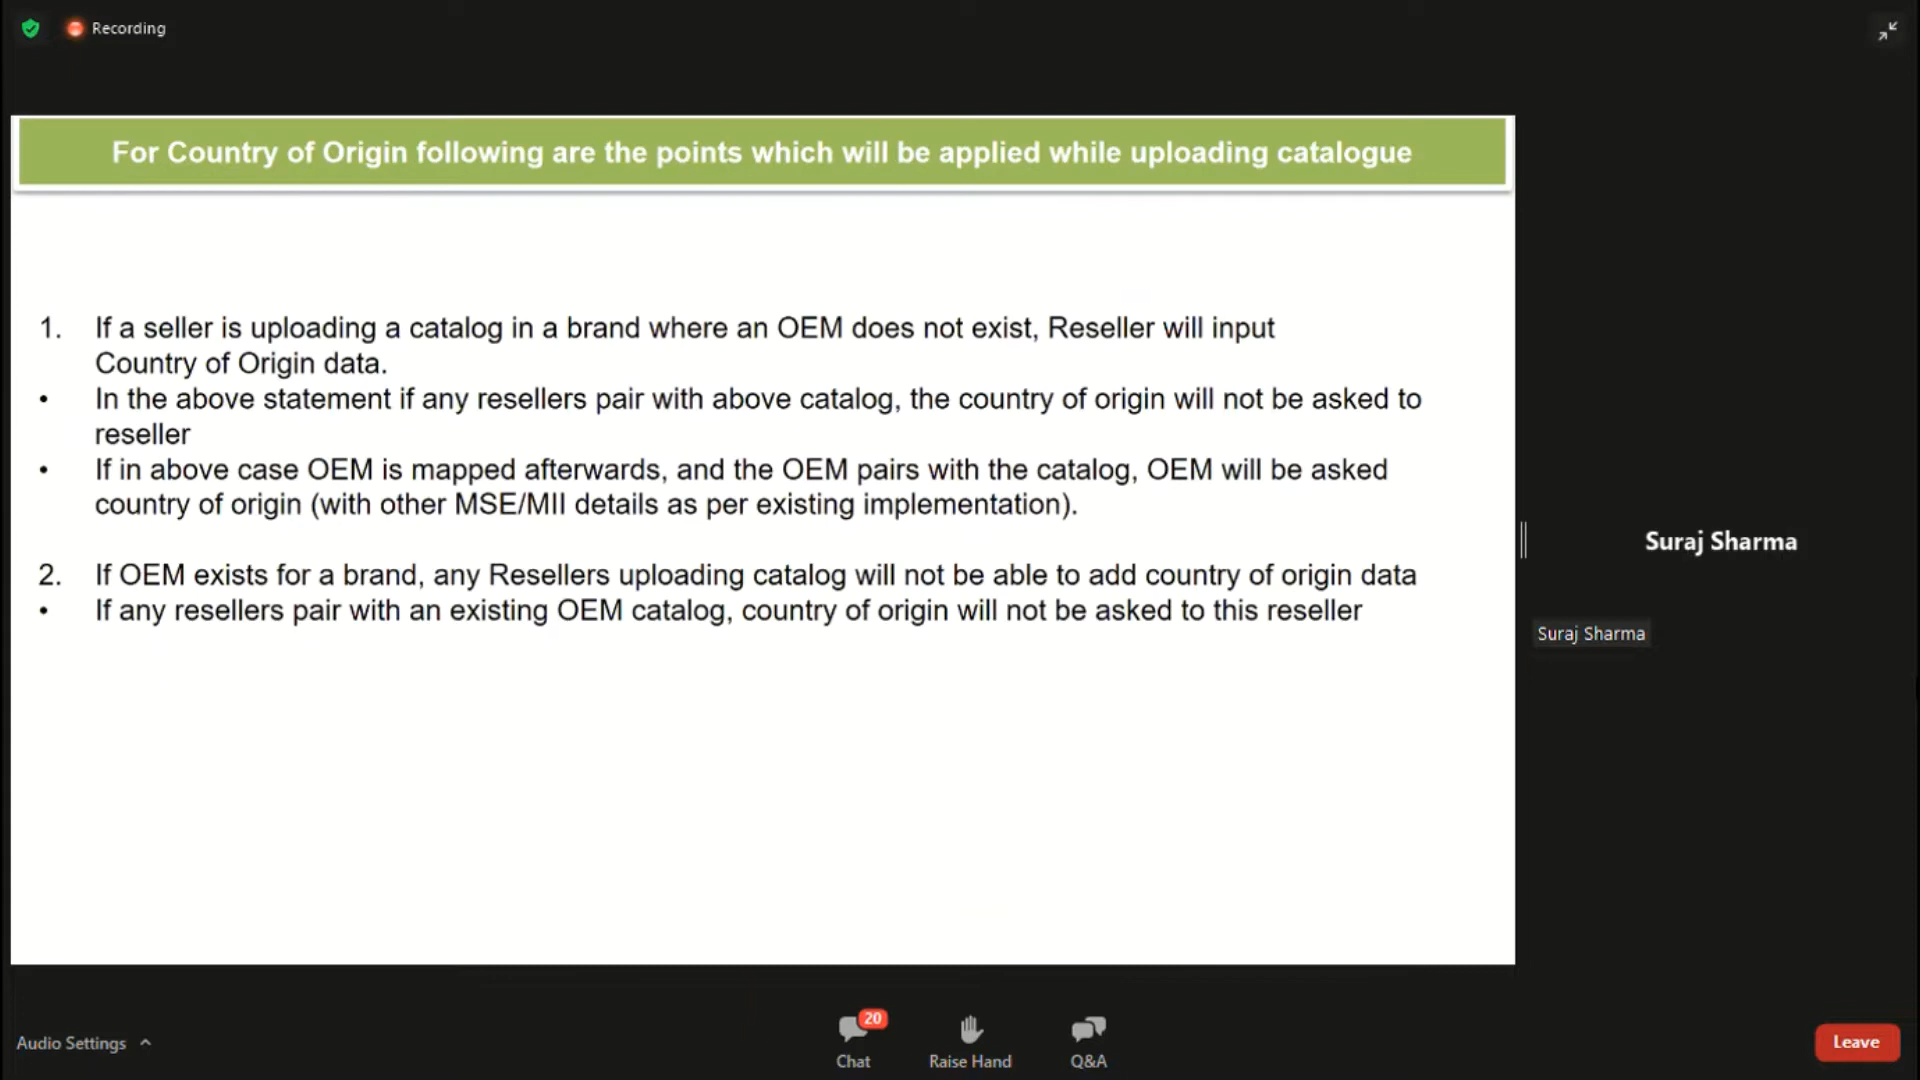 Recording
For Country of Origin following are the points which will be applied while uploading catalogue
1. If a seller is uploading a catalog in a brand where an OEM does not exist, Reseller will input
Country of Origin data.
• In the above statement if any resellers pair with above catalog, the country of origin will not be asked to
reseller
• If in above case OEM is mapped afterwards, and the OEM pairs with the catalog, OEM will be asked
country of origin (with other MSE/MII details as per existing implementation).
2. If OEM exists for a brand, any Resellers uploading catalog will not be able to add country of origin data
• If any resellers pair with an existing OEM catalog, country of origin will not be asked to this reseller
Suraj Sharma
Suraj Sharma
Audio Settings
20
Chat
Raise Hand
Q&A
Leave